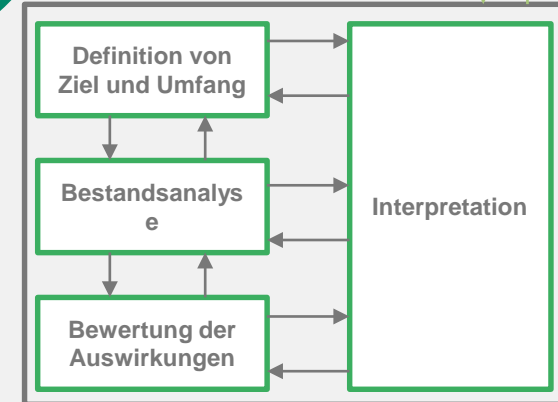 Definition von
Ziel und Umfang
Bestandsanalys
e
Interpretation
Bewertung der
Auswirkungen